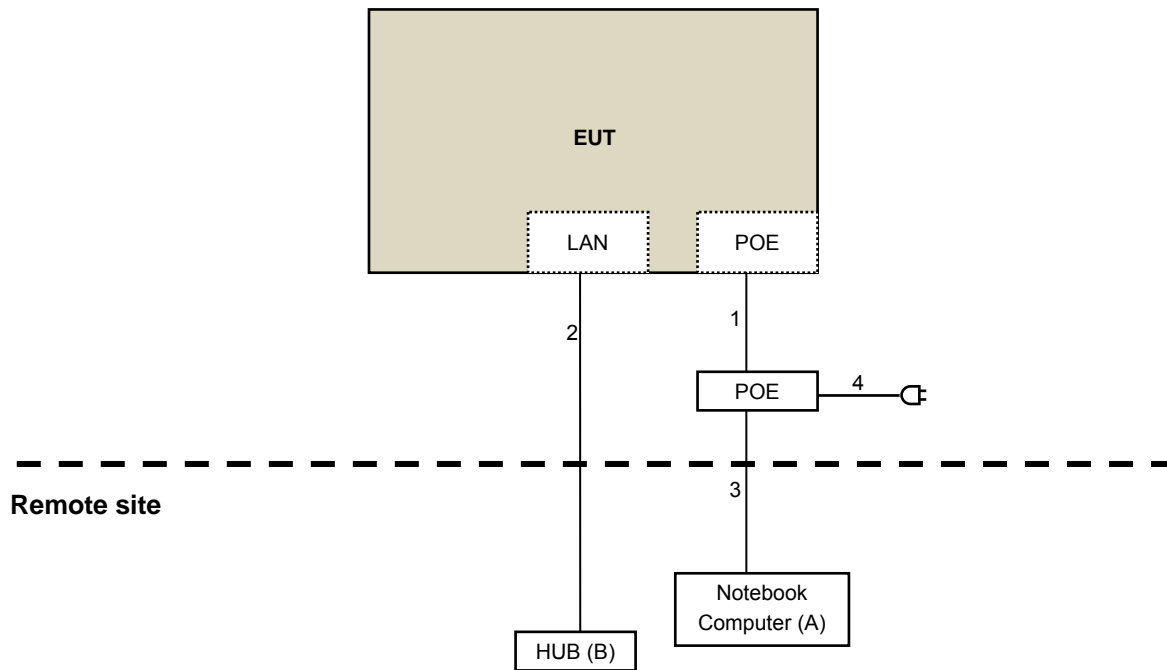 EUT
LAN
POE
2
1
POE
4
3
Remote site
Notebook
Computer (A)
HUB (B)